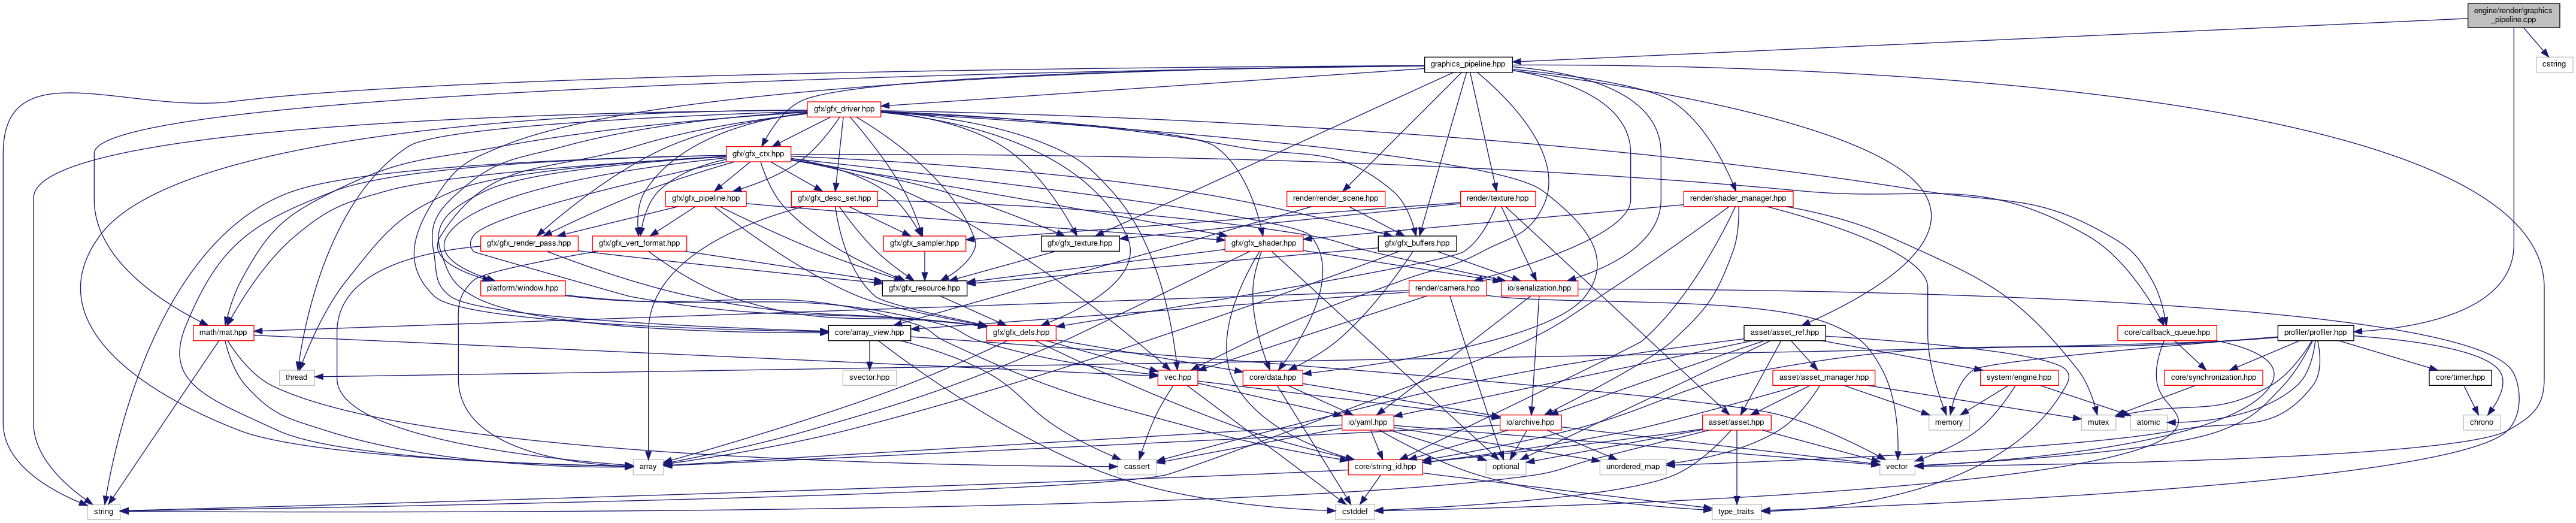 engine/render/graphics
_pipeline.cpp
graphics_pipeline.hpp
cstring
gfx/gfx_driver.hpp
gfx/gfx_ctx.hpp
gfx/gfx_pipeline.hpp
gfx/gfx_desc_set.hpp
render/render_scene.hpp
render/texture.hpp
render/shader_manager.hpp
gfx/gfx_render_pass.hpp
gfx/gfx_vert_format.hpp
gfx/gfx_sampler.hpp
gfx/gfx_texture.hpp
gfx/gfx_shader.hpp
gfx/gfx_buffers.hpp
platform/window.hpp
gfx/gfx_resource.hpp
render/camera.hpp
io/serialization.hpp
math/mat.hpp
core/array_view.hpp
gfx/gfx_defs.hpp
asset/asset_ref.hpp
core/callback_queue.hpp
profiler/profiler.hpp
thread
svector.hpp
vec.hpp
core/data.hpp
asset/asset_manager.hpp
system/engine.hpp
core/synchronization.hpp
core/timer.hpp
io/yaml.hpp
io/archive.hpp
asset/asset.hpp
memory
mutex
atomic
chrono
array
cassert
core/string_id.hpp
optional
unordered_map
vector
string
cstddef
type_traits